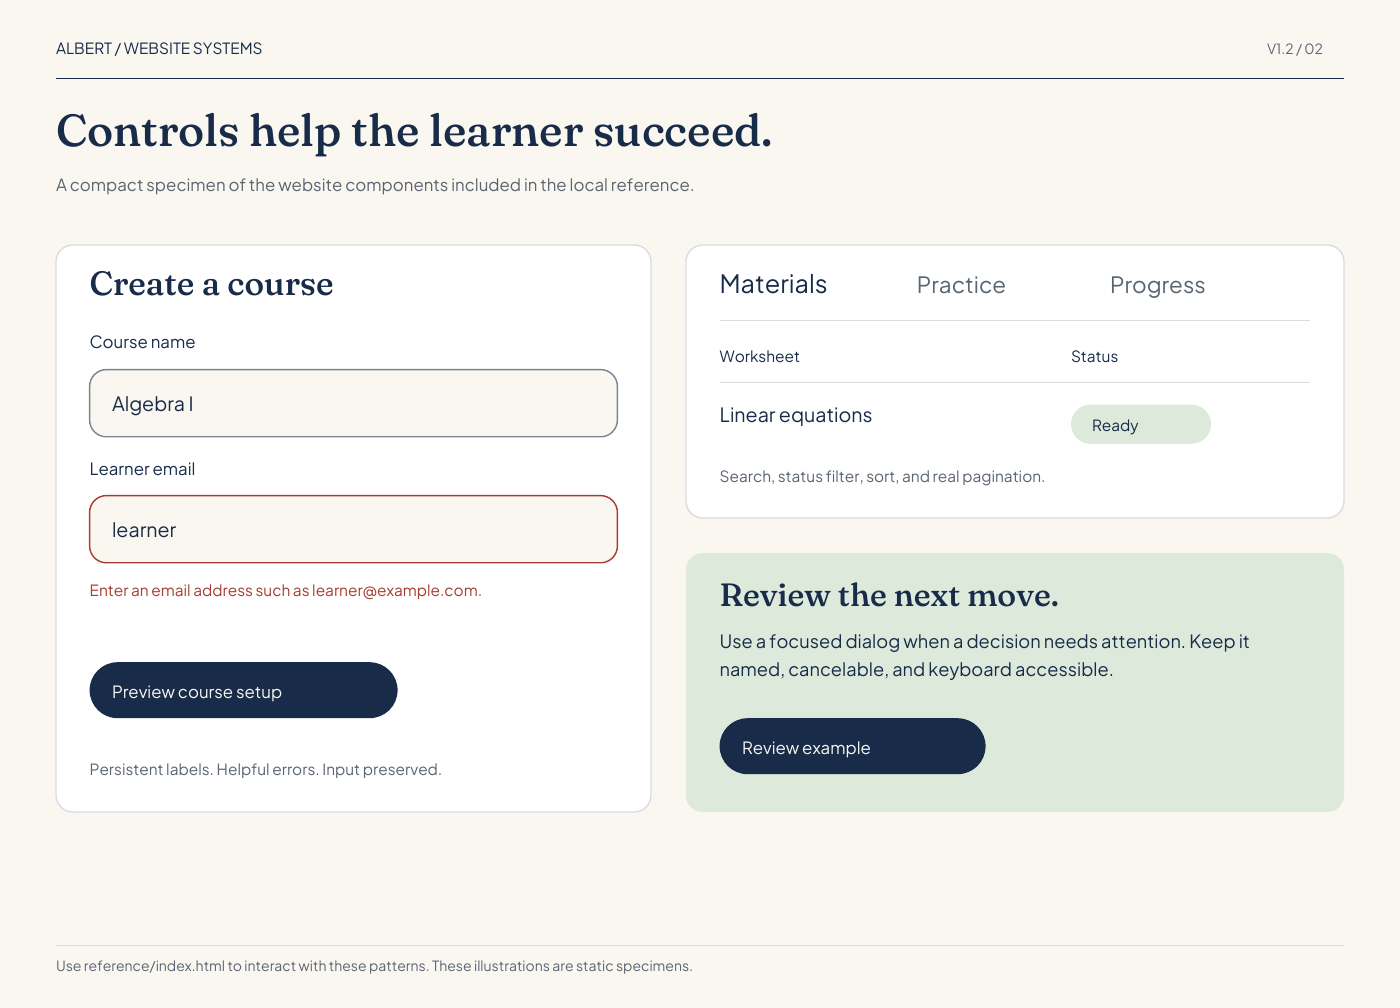 ALBERT / WEBSITE SYSTEMS
V1.2 / 02
Controls help the learner succeed.
A compact specimen of the website components included in the local reference.
Create a course
Course name
Algebra I
Learner email
learner
Enter an email address such as learner@example.com.
Preview course setup
Persistent labels. Helpful errors. Input preserved.
Materials
Practice
Progress
Worksheet
Status
Linear equations
Ready
Search, status filter, sort, and real pagination.
Review the next move.
Use a focused dialog when a decision needs attention. Keep it
named, cancelable, and keyboard accessible.
Review example
Use reference/index.html to interact with these patterns. These illustrations are static specimens.